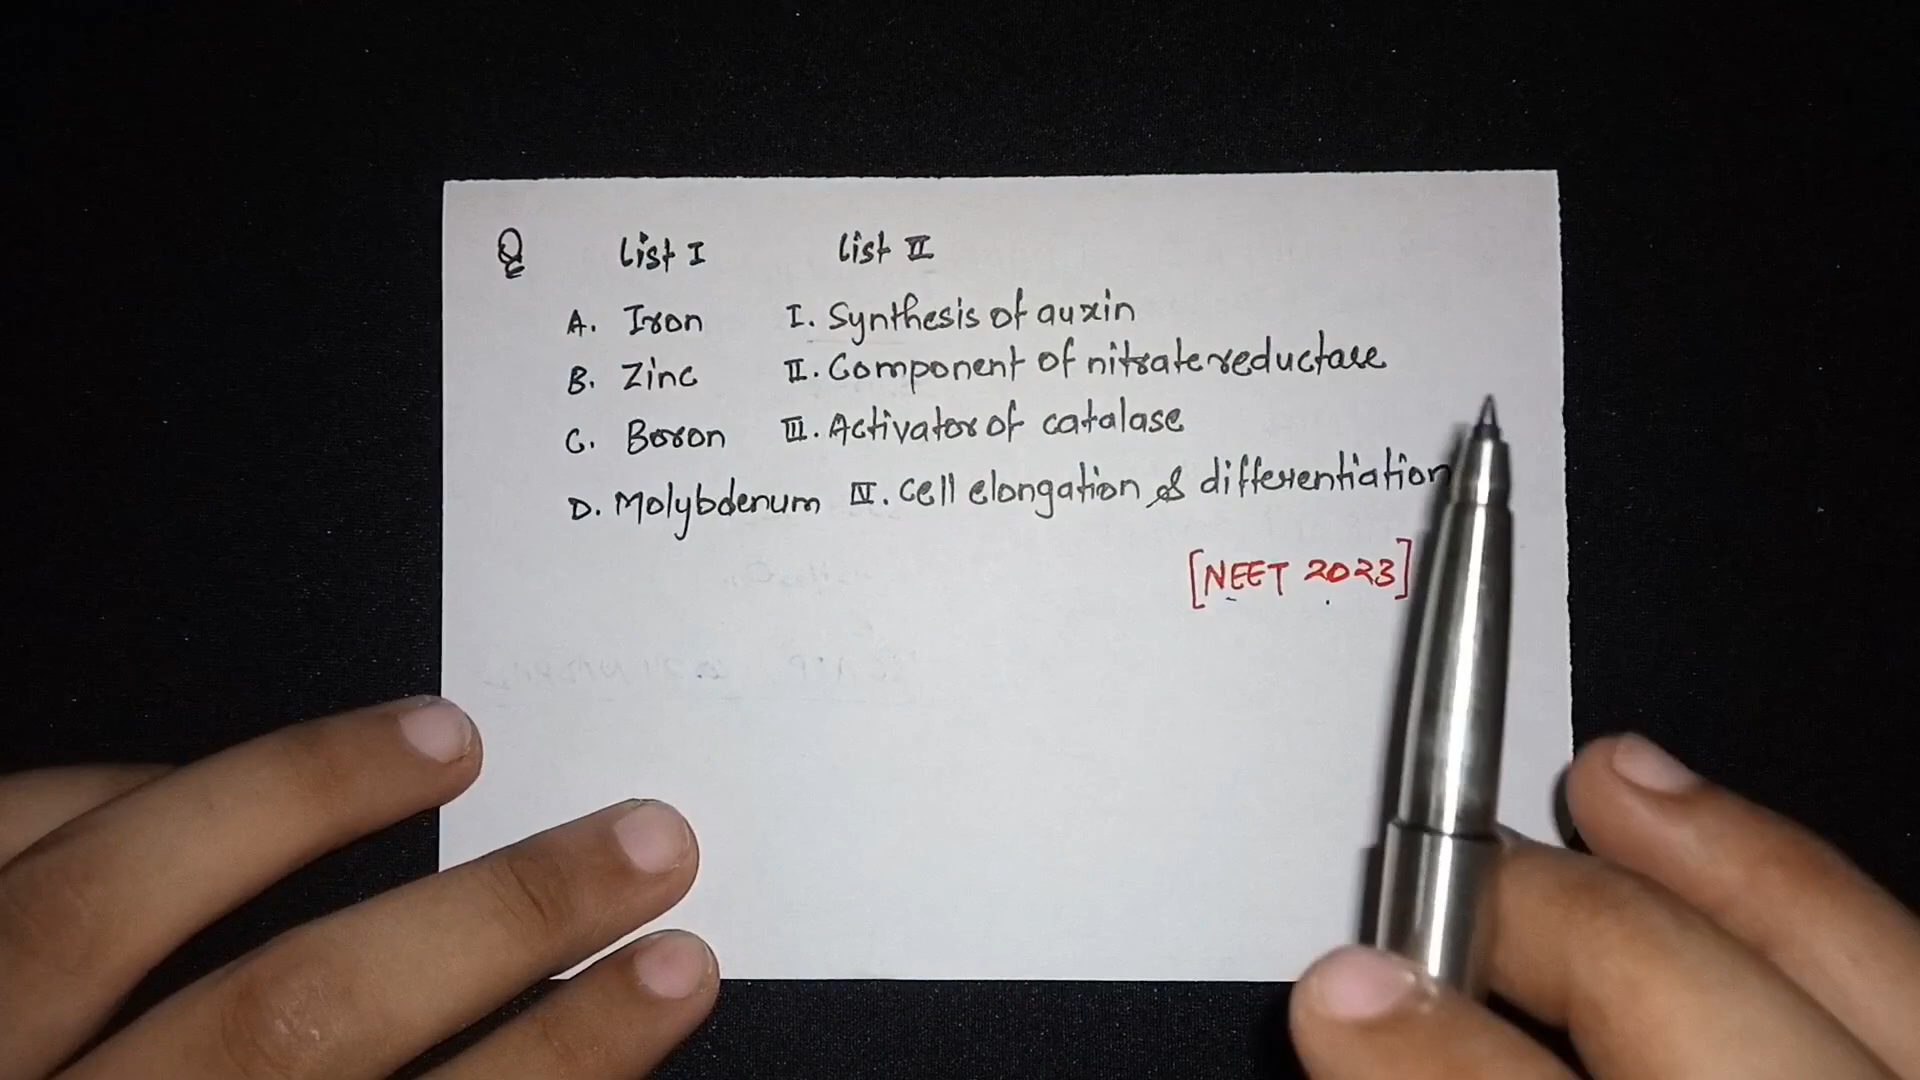 Q List I List II
A. Iron I. Synthesis of auxin
B. Zinc II. Component of nitrate reductase
C. Boron III. Activator of catalase
D. Molybdenum IV. Cell elongation & differentiation
[NEET 2023]